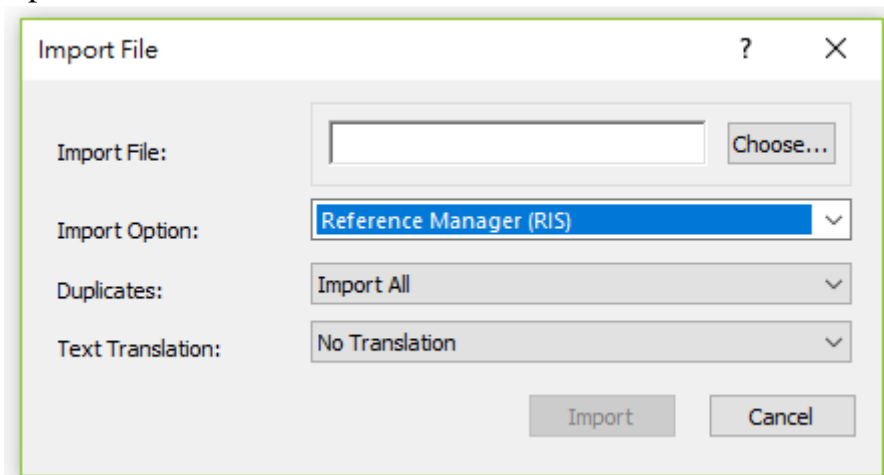 Import File
?
Import File:
Choose...
Import Option:
Reference Manager (RIS)
Duplicates:
Import All
Text Translation:
No Translation
Import
Cancel